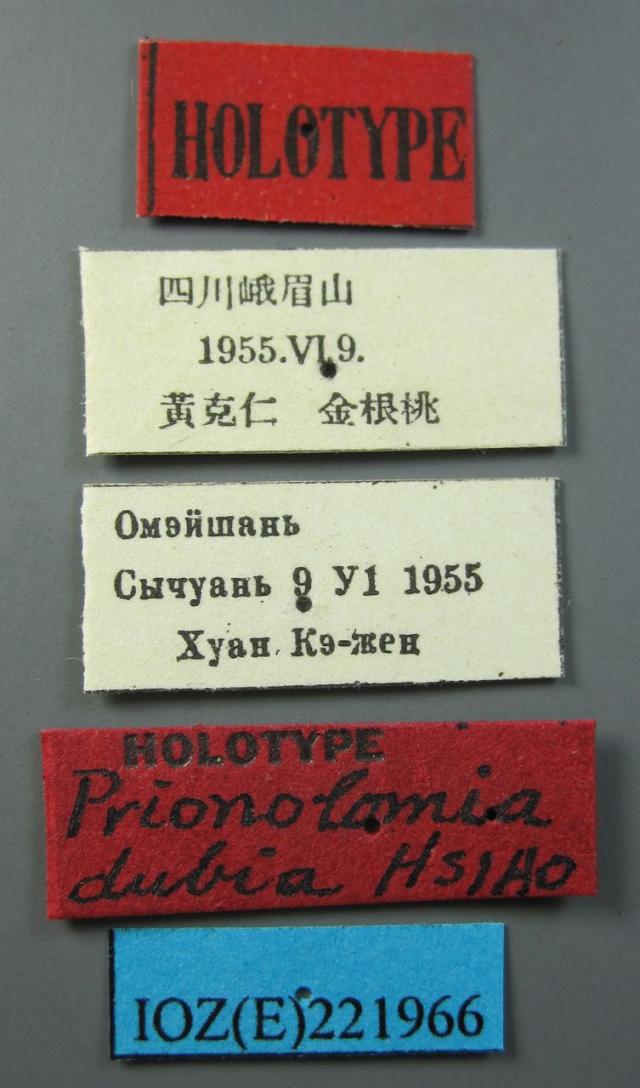 HOLOTYPE
四川峨眉山
1955.VI.9.
黃克仁 金根桃
Омэйшань
Сычуань 9 У1 1955
Хуан Кэ-жен
HOLOTYPE
Prionolomia
dubia HSIAO
IOZ(E)221966